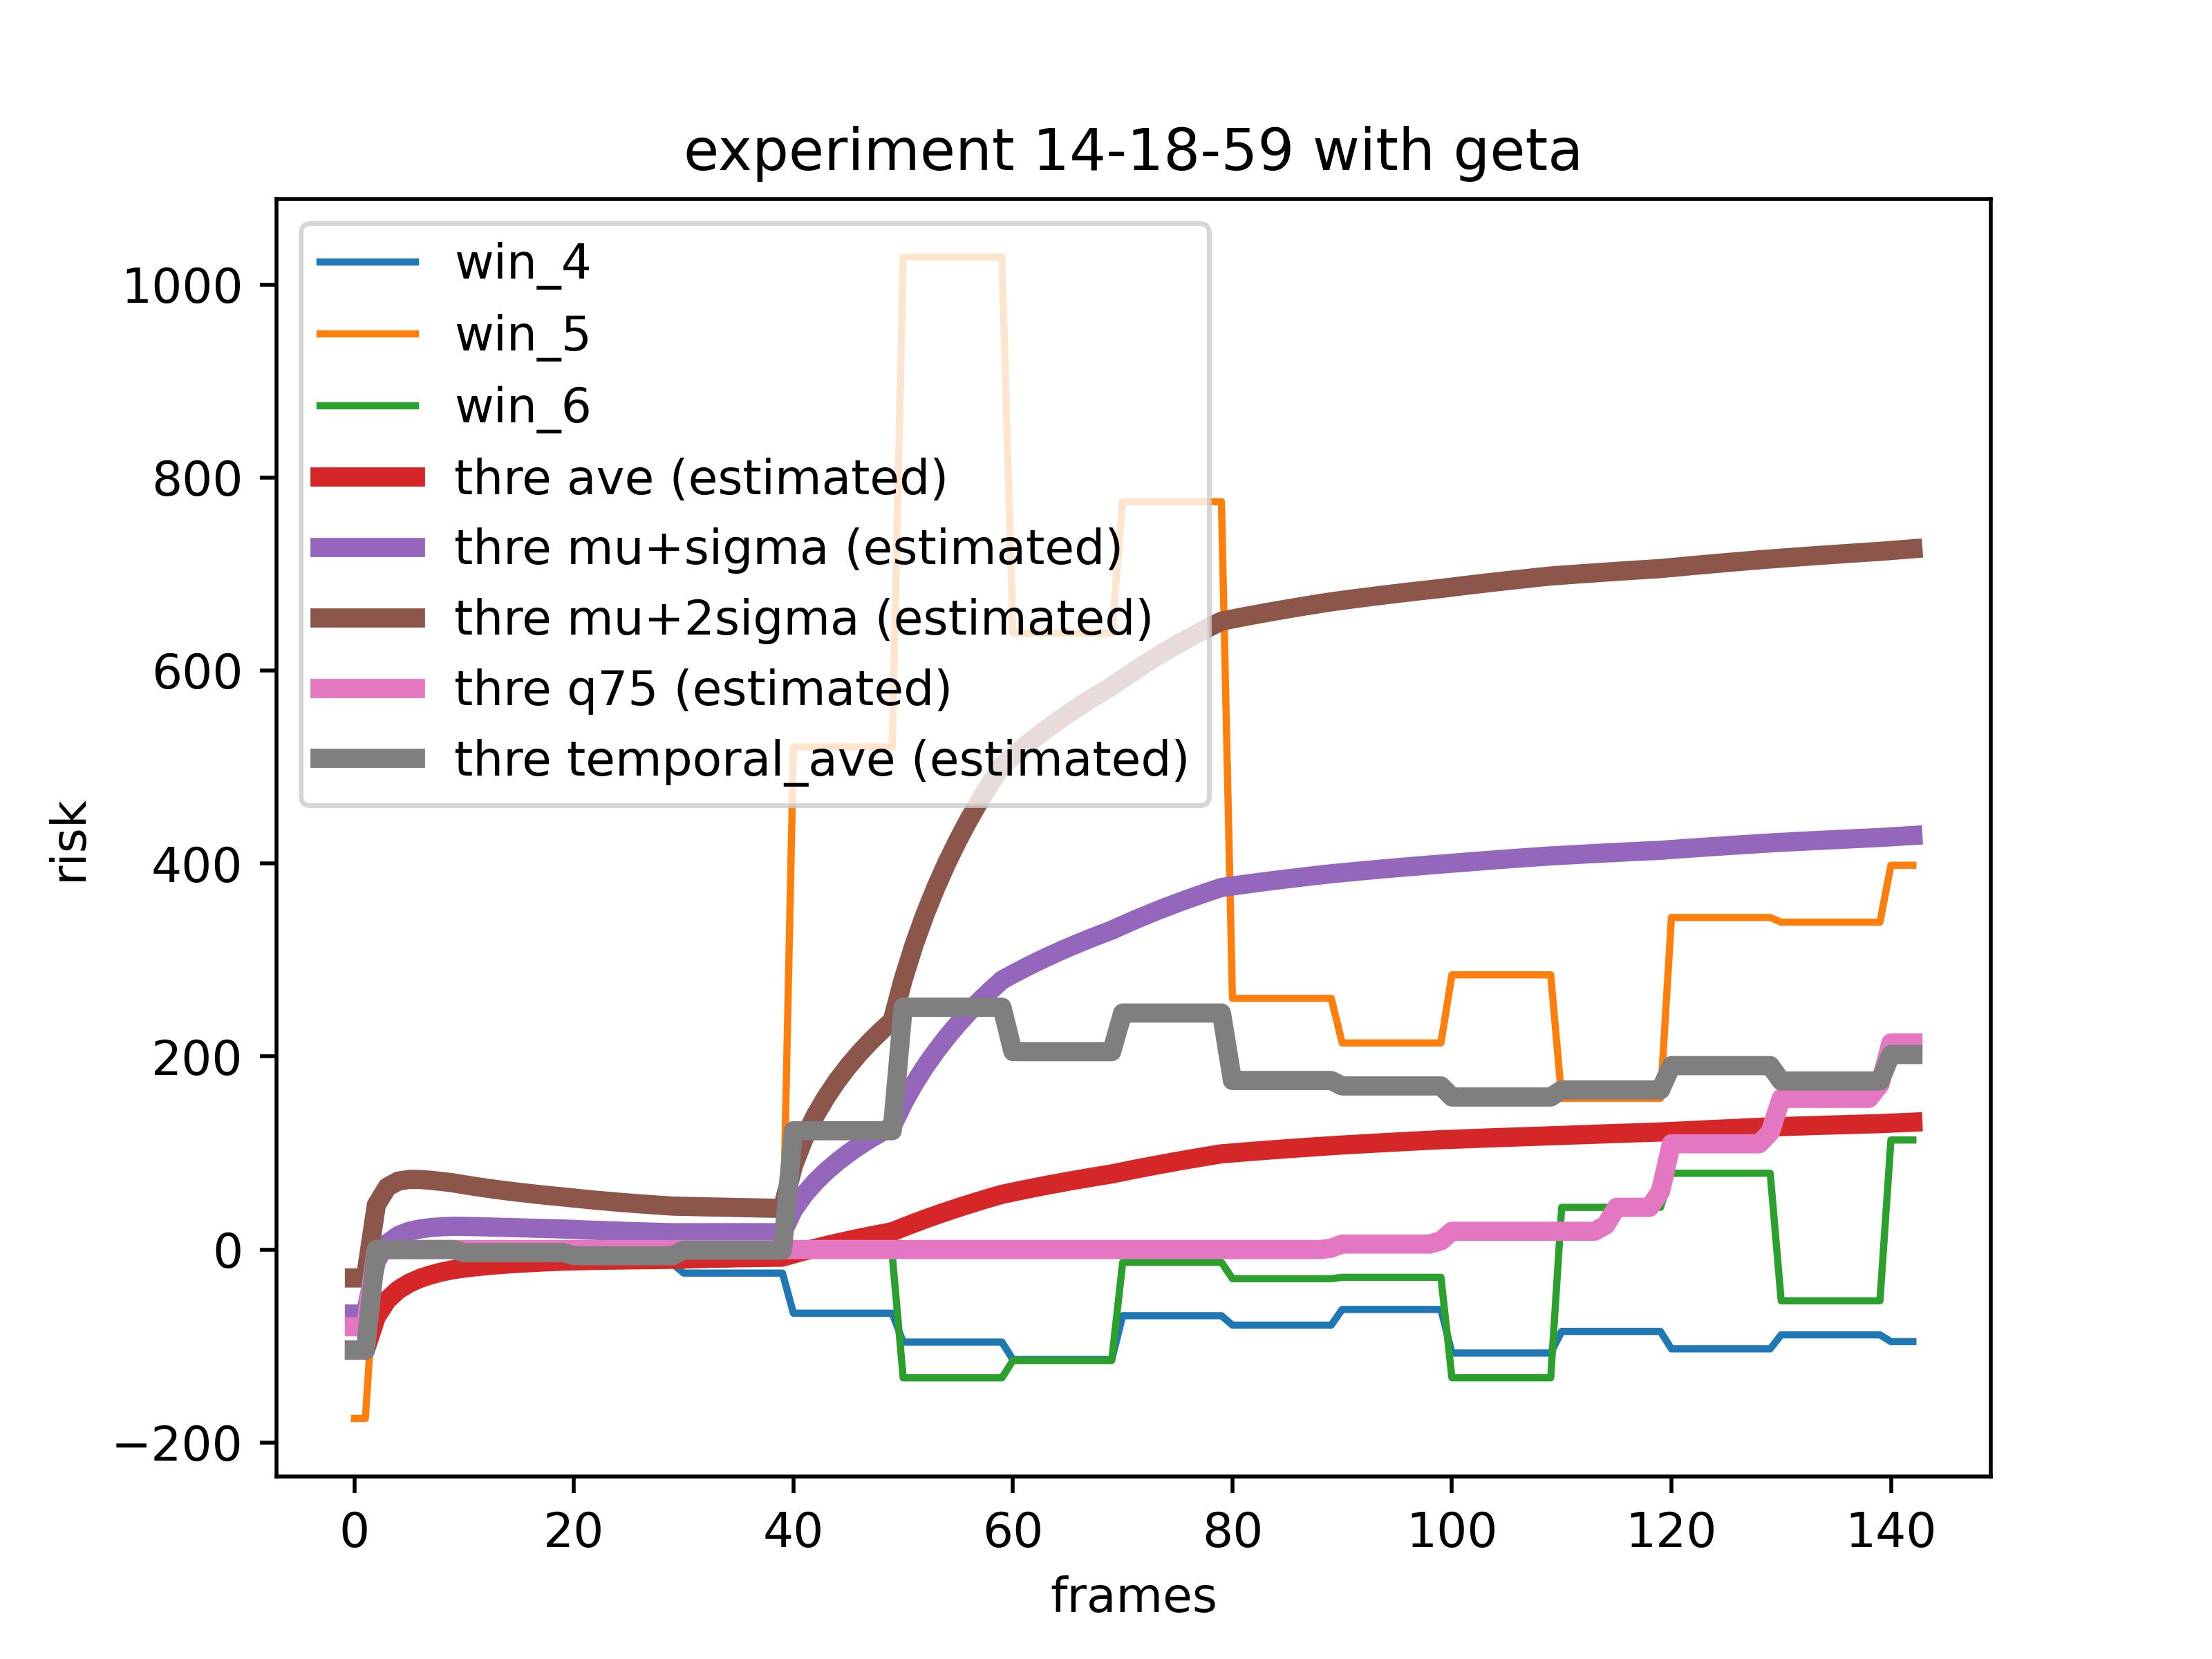 experiment 14-18-59 with geta
win_4
win_5
win_6
thre ave (estimated)
thre mu+sigma (estimated)
thre mu+2sigma (estimated)
thre q75 (estimated)
thre temporal_ave (estimated)
1000
800
600
400
200
0
−200
risk
0 20 40 60 80 100 120 140
frames